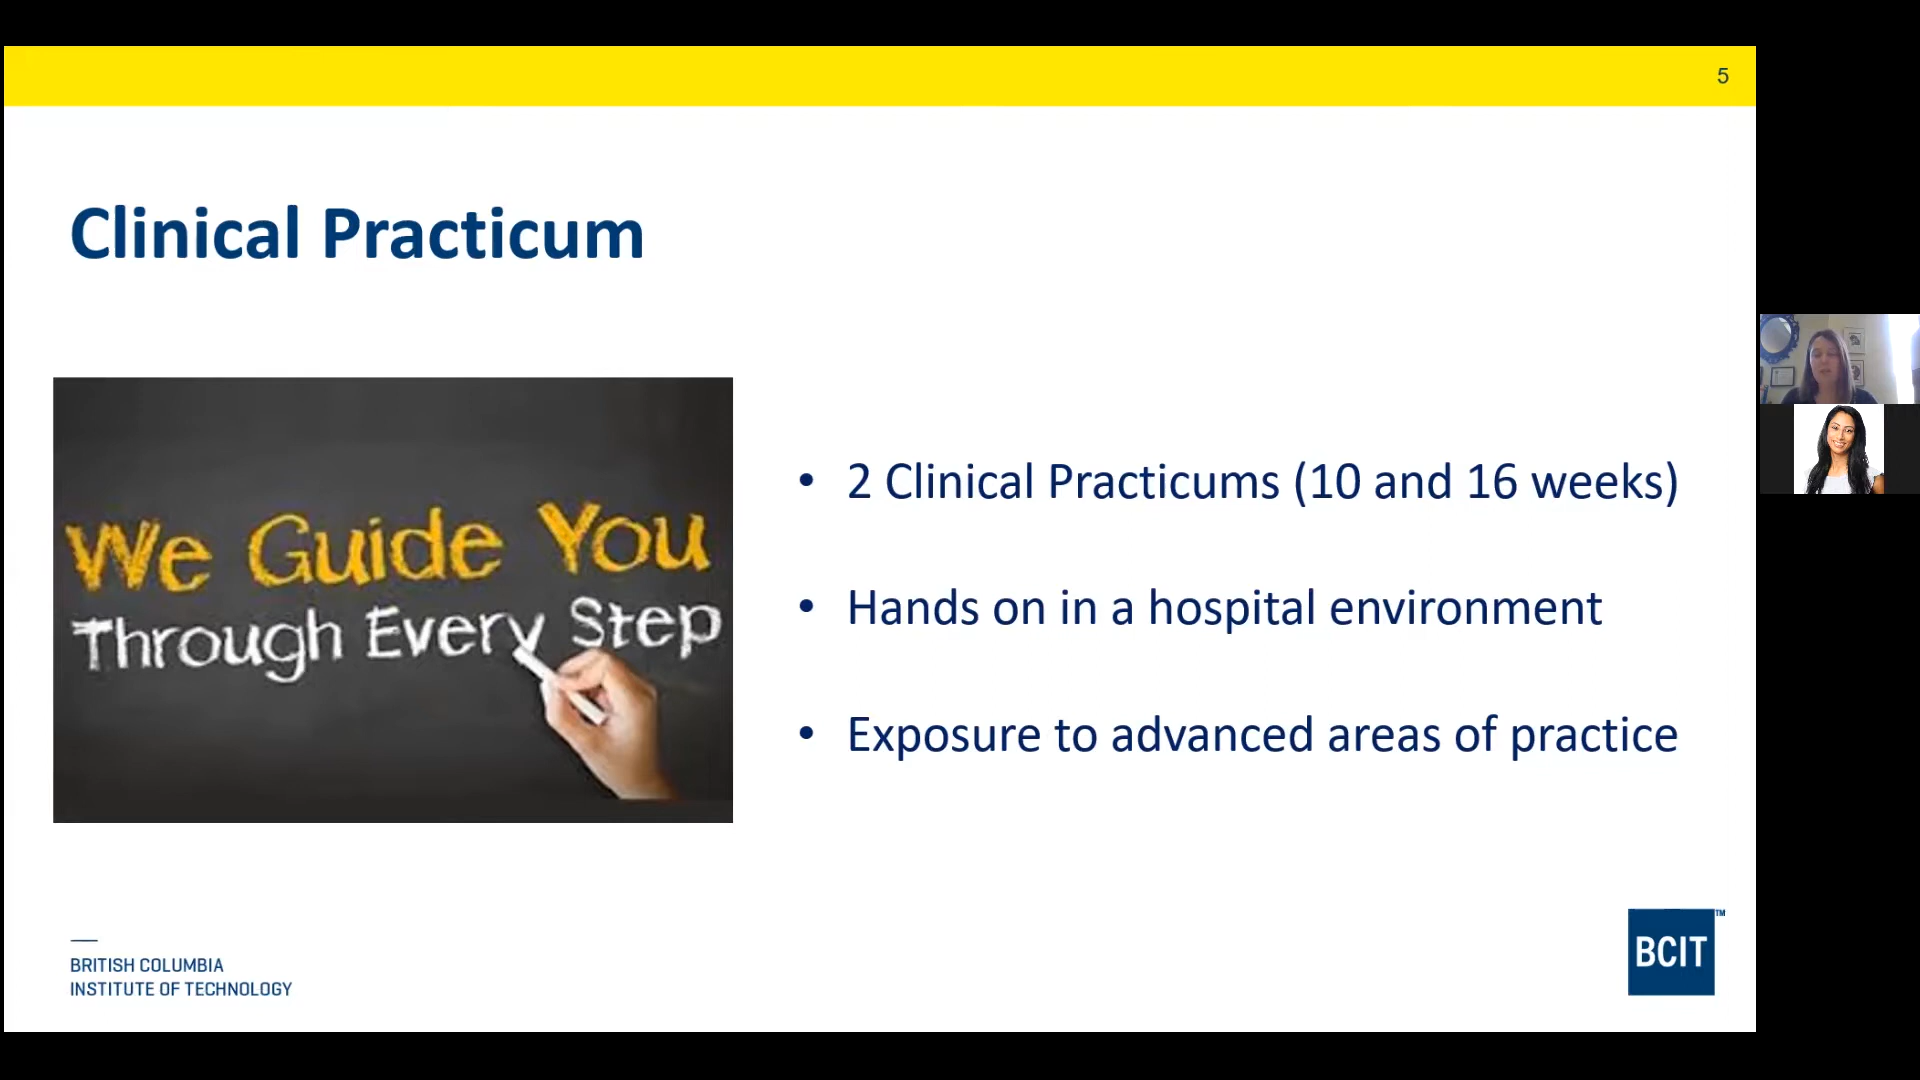 5
Clinical Practicum
We Guide You
Through Every Step
• 2 Clinical Practicums (10 and 16 weeks)
• Hands on in a hospital environment
• Exposure to advanced areas of practice
BRITISH COLUMBIA
INSTITUTE OF TECHNOLOGY
BCIT™